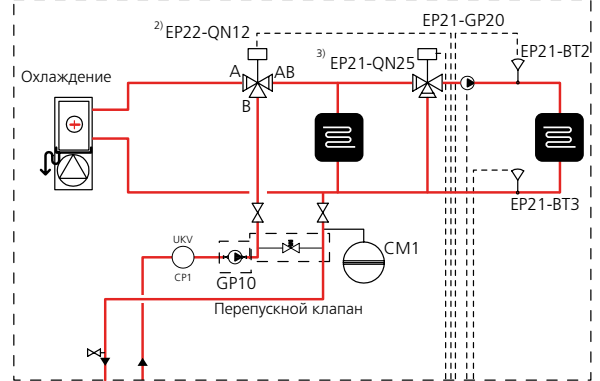 EP21-GP20
2) EP22-QN12
3) EP21-QN25
EP21-BT2
Охлаждение
A
AB
B
EP21-BT3
UKV
CP1
GP10
CM1
Перепускной клапан